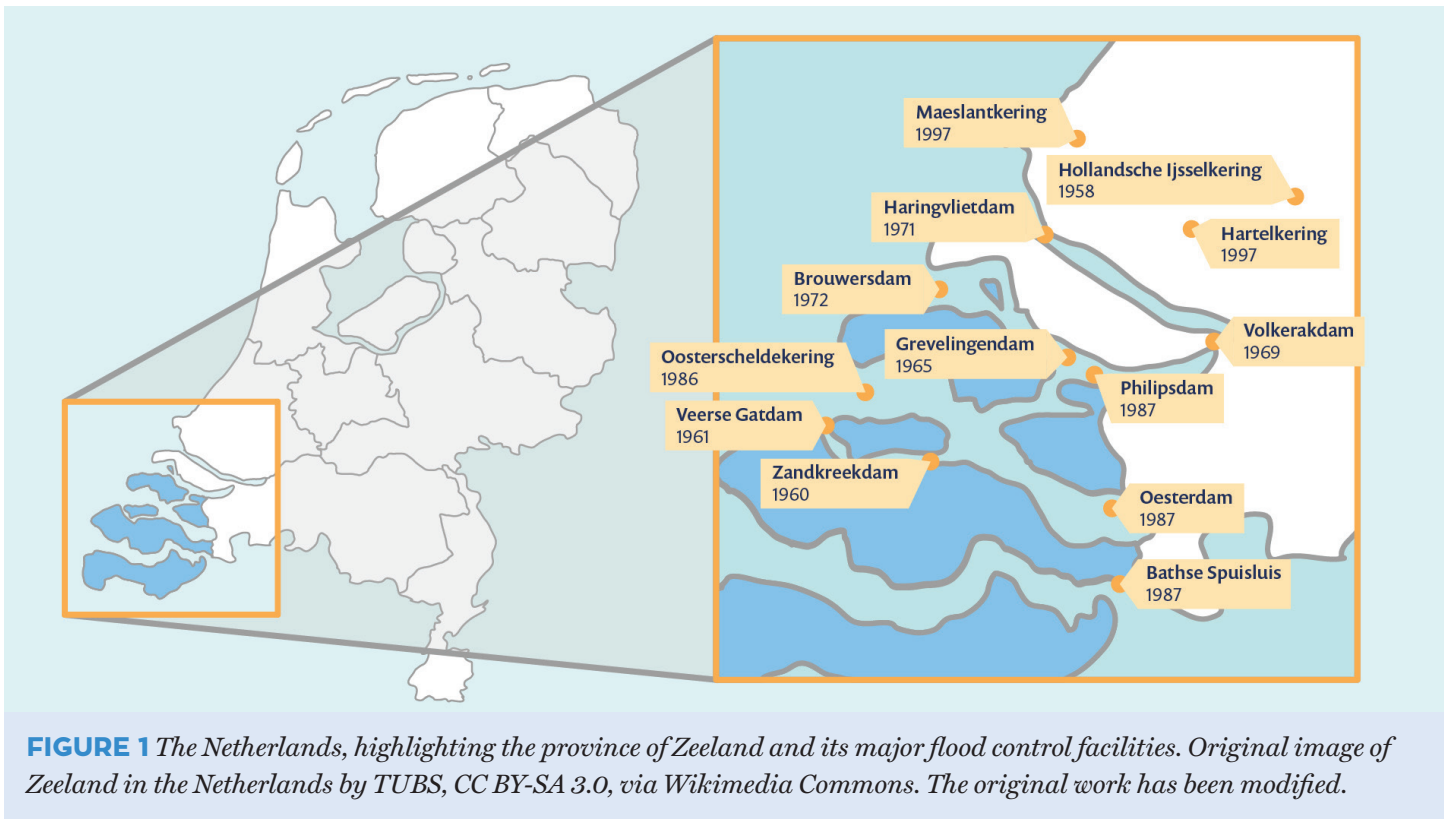 Maeslantkering
1997
Hollandsche Ijsselkering
1958
Haringvlietdam
1971
Hartelkering
1997
Brouwersdam
1972
Volkerakdam
1969
Grevelingendam
1965
Oosterscheldekering
1986
Philipsdam
1987
Veerse Gatdam
1961
Zandkreekdam
1960
Oesterdam
1987
Bathse Spuisluis
1987
FIGURE 1 The Netherlands, highlighting the province of Zeeland and its major flood control facilities. Original image of
Zeeland in the Netherlands by TUBS, CC BY-SA 3.0, via Wikimedia Commons. The original work has been modified.